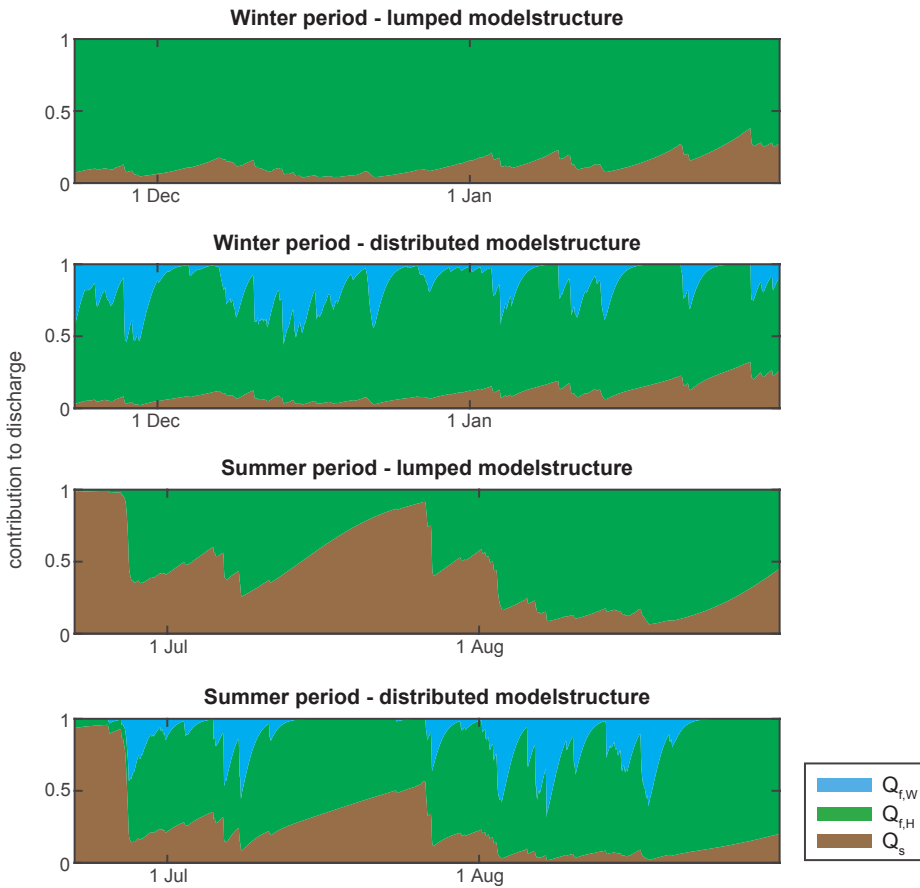 Winter period - lumped modelstructure
1
0.5
0
1 Dec
1 Jan
Winter period - distributed modelstructure
1
0.5
0
1 Dec
1 Jan
contribution to discharge
Summer period - lumped modelstructure
1
0.5
0
1 Jul
1 Aug
Summer period - distributed modelstructure
1
0.5
0
1 Jul
1 Aug
Qf,W
Qf,H
Qs